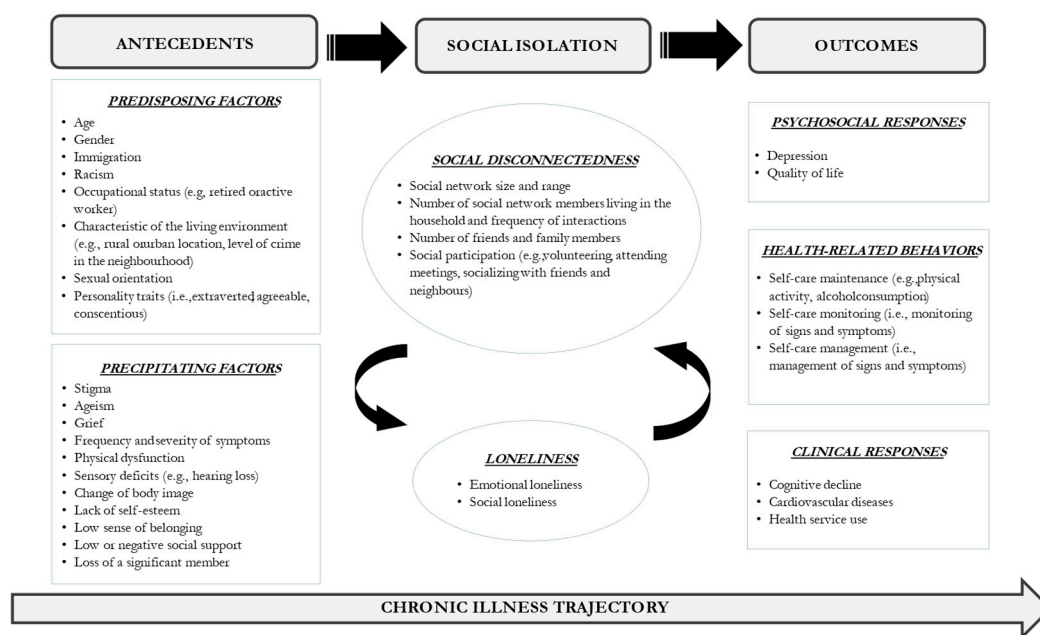 ANTECEDENTS
SOCIAL ISOLATION
OUTCOMES
PREDISPOSING FACTORS
• Age
• Gender
• Immigration
• Racism
• Occupational status (e.g, retired oractive
worker)
• Characteristic of the living environment
(e.g., rural orurban location, level of crime
in the neighbourhood)
• Sexual orientation
• Personality traits (i.e.,extraverted, agreeable,
conscentious)
PRECIPITATING FACTORS
• Stigma
• Ageism
• Grief
• Frequency and severity of symptoms
• Physical dysfunction
• Sensory deficits (e.g., hearing loss)
• Change of body image
• Lack of self-esteem
• Low sense of belonging
• Low or negative social support
• Loss of a significant member
SOCIAL DISCONNECTEDNESS
• Social network size and range
• Number of social network members living in the
household and frequency of interactions
• Number of friends and family members
• Social participation (e.g.,volunteering, attending
meetings, socializing with friends and
neighbours)
LONELINESS
• Emotional loneliness
• Social loneliness
PSYCHOSOCIAL RESPONSES
• Depression
• Quality of life
HEALTH-RELATED BEHAVIORS
• Self-care maintenance (e.g.,physical
activity, alcoholconsumption)
• Self-care monitoring (i.e., monitoring
of signs and symptoms)
• Self-care management (i.e.,
management of signs and symptoms)
CLINICAL RESPONSES
• Cognitive decline
• Cardiovascular diseases
• Health service use
CHRONIC ILLNESS TRAJECTORY